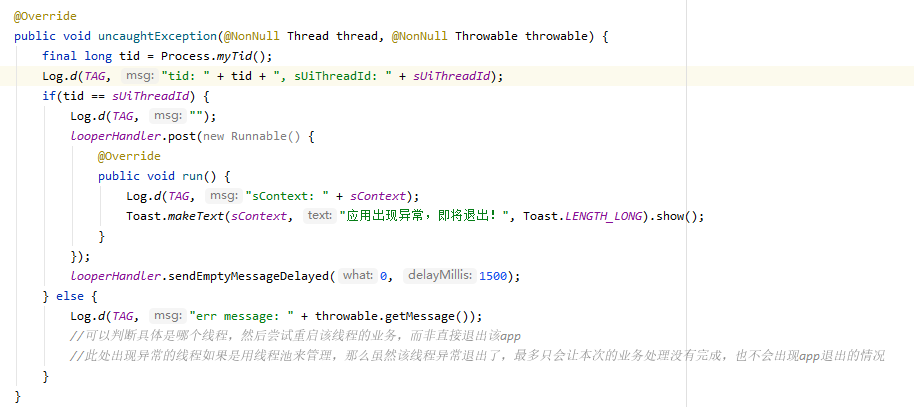 @Override
public void uncaughtException(@NonNull Thread thread, @NonNull Throwable throwable) {
    final long tid = Process.myTid();
    Log.d(TAG, msg: "tid: " + tid + ", sUiThreadId: " + sUiThreadId);
    if(tid == sUiThreadId) {
        Log.d(TAG, msg: "");
        looperHandler.post(new Runnable() {
            @Override
            public void run() {
                Log.d(TAG, msg: "sContext: " + sContext);
                Toast.makeText(sContext, text: "应用出现异常，即将退出！", Toast.LENGTH_LONG).show();
            }
        });
        looperHandler.sendEmptyMessageDelayed( what: 0, delayMillis: 1500);
    } else {
        Log.d(TAG, msg: "err message: " + throwable.getMessage());
        //可以判断具体是哪个线程，然后尝试重启该线程的业务，而非直接退出该app
        //此处出现异常的线程如果是用线程池来管理，那么虽然该线程异常退出了，最多只会让本次的业务处理没有完成，也不会出现app退出的情况
    }
}